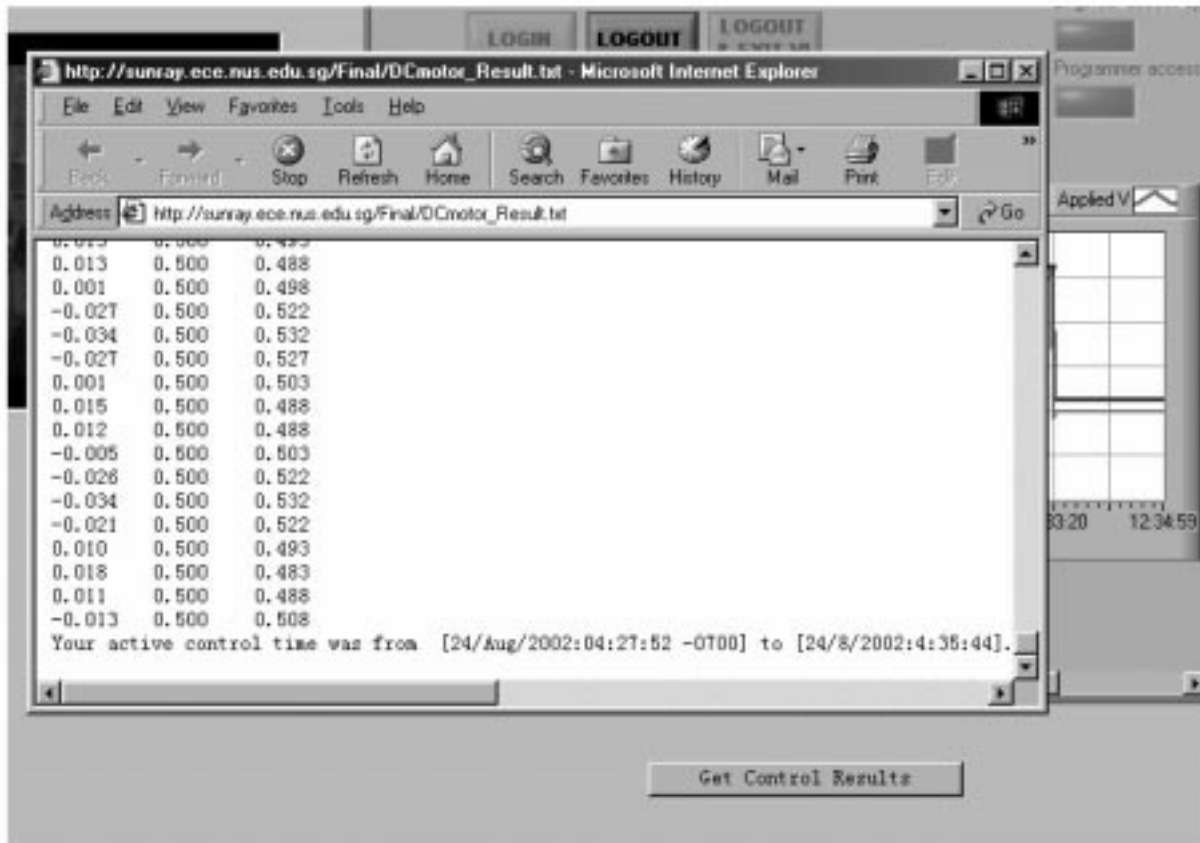 LOGIN LOGOUT LOGOUT
Programmer access
http://sunray.ece.nus.edu.sg/Final/DCmotor_Result.txt - Microsoft Internet Explorer
File Edit View Favorites Tools Help
Back Forward Stop Refresh Home Search Favorites History Mail Print Edit
Address http://sunray.ece.nus.edu.sg/Final/DCmotor_Result.txt Go
Applied V
0.013 0.500 0.488
0.001 0.500 0.498
-0.027 0.500 0.522
-0.034 0.500 0.532
-0.027 0.500 0.527
0.001 0.500 0.503
0.015 0.500 0.488
0.012 0.500 0.488
-0.005 0.500 0.503
-0.026 0.500 0.522
-0.034 0.500 0.532
-0.021 0.500 0.522
0.010 0.500 0.493
0.018 0.500 0.483
0.011 0.500 0.488
-0.013 0.500 0.508
Your active control time was from [24/Aug/2002:04:27:52 -0700] to [24/8/2002:4:35:44].
33:20 12:34:59
Get Control Results